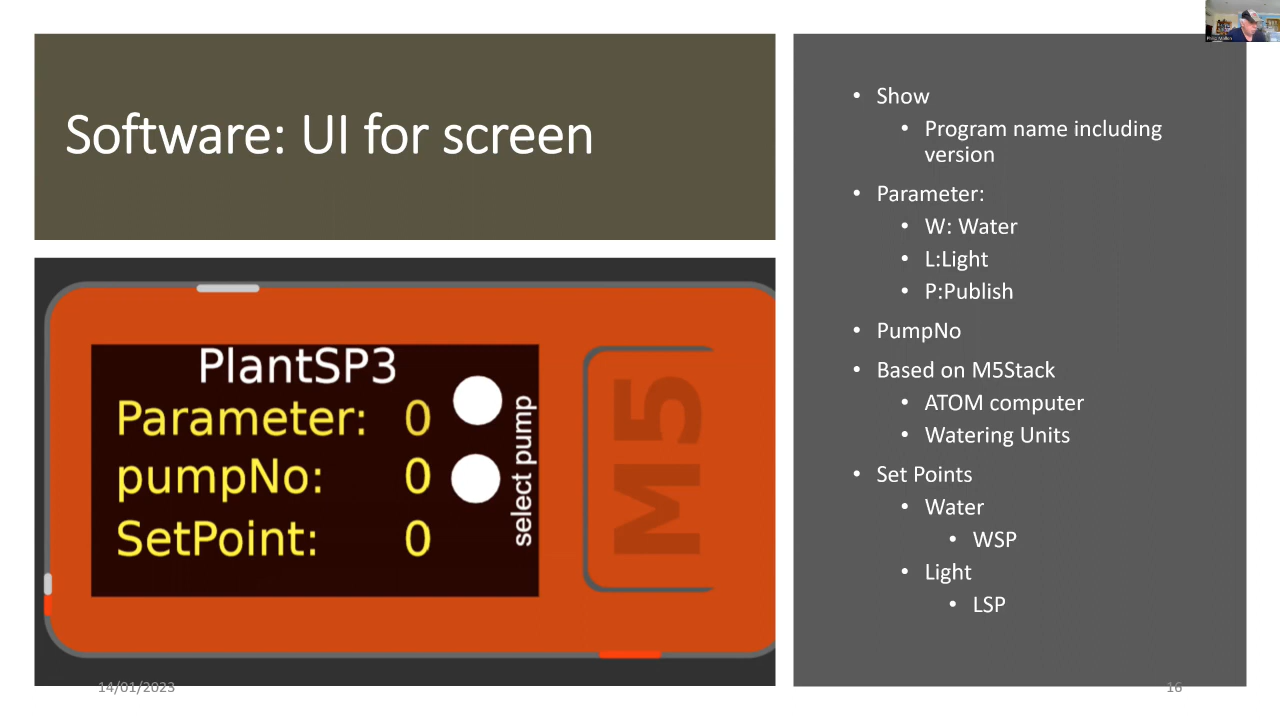 Software: UI for screen
PlantSP3
Parameter: 0
pumpNo: 0
SetPoint: 0
select pump
M5
14/01/2023
• Show
• Program name including
version
• Parameter:
• W: Water
• L:Light
• P:Publish
• PumpNo
• Based on M5Stack
• ATOM computer
• Watering Units
• Set Points
• Water
• WSP
• Light
• LSP
16